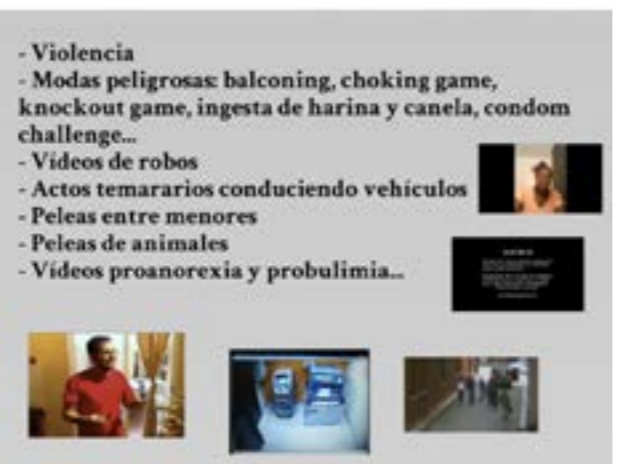 - Violencia
- Modas peligrosas: balconing, choking game,
knockout game, ingesta de harina y canela, condom
challenge...
- Vídeos de robos
- Actos temararios conduciendo vehículos
- Peleas entre menores
- Peleas de animales
- Vídeos proanorexia y probulimia...